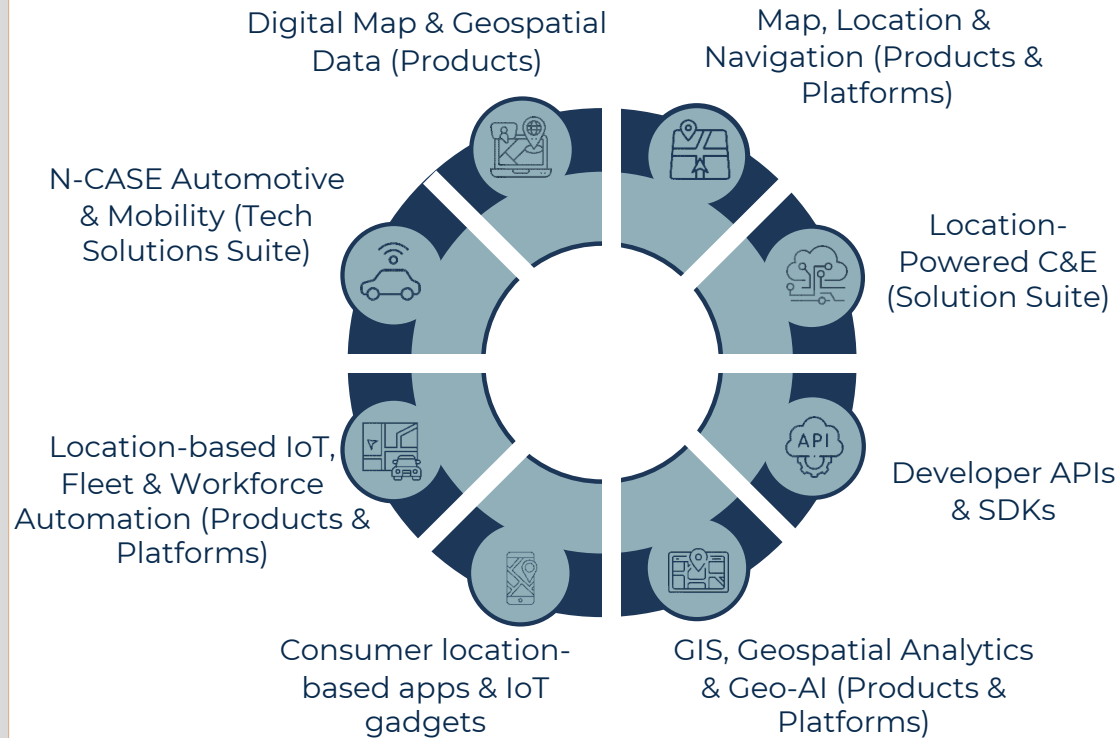 Digital Map & Geospatial
Data (Products)
Map, Location &
Navigation (Products &
Platforms)
N-CASE Automotive
& Mobility (Tech
Solutions Suite)
Location-
Powered C&E
(Solution Suite)
Location-based IoT,
Fleet & Workforce
Automation (Products &
Platforms)
API
Developer APIs
& SDKs
Consumer location-
based apps & IoT
gadgets
GIS, Geospatial Analytics
& Geo-AI (Products &
Platforms)